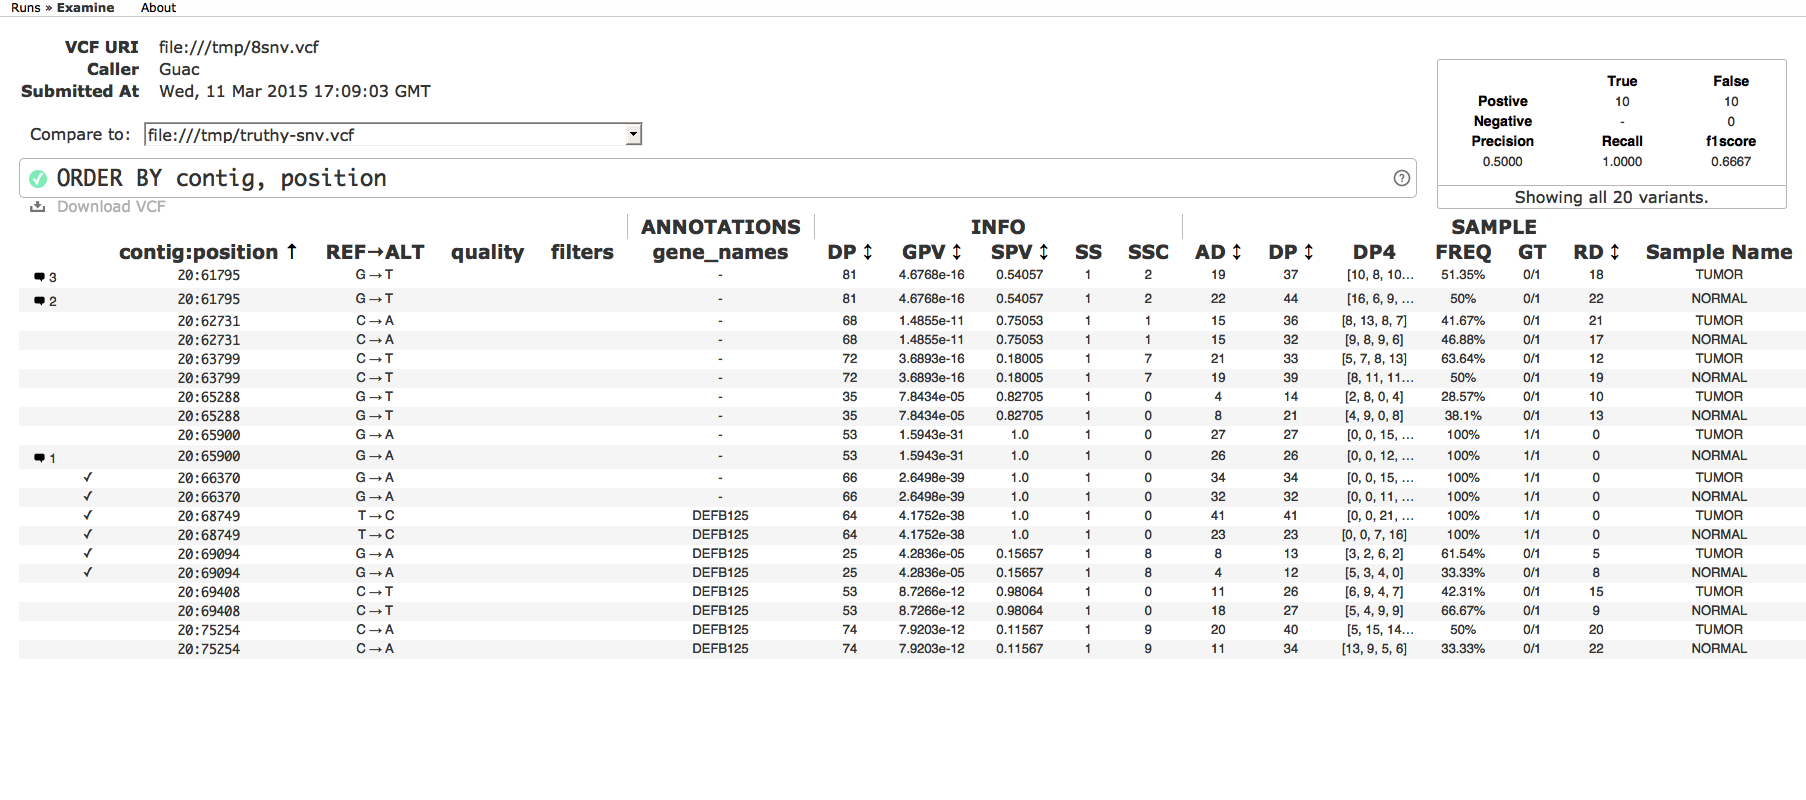 Runs » Examine About
VCF URI file:///tmp/8snv.vcf
Caller Guac
Submitted At Wed, 11 Mar 2015 17:09:03 GMT
Compare to: file:///tmp/truthy-snv.vcf
True False
Postive 10 10
Negative - 0
Precision Recall f1score
0.5000 1.0000 0.6667
Showing all 20 variants.
ORDER BY contig, position
Download VCF
ANNOTATIONS INFO SAMPLE
contig:position ↑ REF→ALT quality filters gene_names DP ↕ GPV ↕ SPV ↕ SS SSC AD ↕ DP ↕ DP4 FREQ GT RD ↕ Sample Name
3 20:61795 G→T - 81 4.6768e-16 0.54057 1 2 19 37 [10, 8, 10... 51.35% 0/1 18 TUMOR
2 20:61795 G→T - 81 4.6768e-16 0.54057 1 2 22 44 [16, 6, 9, ... 50% 0/1 22 NORMAL
20:62731 C→A - 68 1.4855e-11 0.75053 1 1 15 36 [8, 13, 8, 7] 41.67% 0/1 21 TUMOR
20:62731 C→A - 68 1.4855e-11 0.75053 1 1 15 32 [9, 8, 9, 6] 46.88% 0/1 17 NORMAL
20:63799 C→T - 72 3.6893e-16 0.18005 1 7 21 33 [5, 7, 8, 13] 63.64% 0/1 12 TUMOR
20:63799 C→T - 72 3.6893e-16 0.18005 1 7 19 39 [8, 11, 11... 50% 0/1 19 NORMAL
20:65288 G→T - 35 7.8434e-05 0.82705 1 0 4 14 [2, 8, 0, 4] 28.57% 0/1 10 TUMOR
20:65288 G→T - 35 7.8434e-05 0.82705 1 0 8 21 [4, 9, 0, 8] 38.1% 0/1 13 NORMAL
20:65900 G→A - 53 1.5943e-31 1.0 1 0 27 27 [0, 0, 15, ... 100% 1/1 0 TUMOR
1 20:65900 G→A - 53 1.5943e-31 1.0 1 0 26 26 [0, 0, 12, ... 100% 1/1 0 NORMAL
✓ 20:66370 G→A - 66 2.6498e-39 1.0 1 0 34 34 [0, 0, 15, ... 100% 1/1 0 TUMOR
✓ 20:66370 G→A - 66 2.6498e-39 1.0 1 0 32 32 [0, 0, 11, ... 100% 1/1 0 NORMAL
✓ 20:68749 T→C DEFB125 64 4.1752e-38 1.0 1 0 41 41 [0, 0, 21, ... 100% 1/1 0 TUMOR
✓ 20:68749 T→C DEFB125 64 4.1752e-38 1.0 1 0 23 23 [0, 0, 7, 16] 100% 1/1 0 NORMAL
✓ 20:69094 G→A DEFB125 25 4.2836e-05 0.15657 1 8 8 13 [3, 2, 6, 2] 61.54% 0/1 5 TUMOR
✓ 20:69094 G→A DEFB125 25 4.2836e-05 0.15657 1 8 4 12 [5, 3, 4, 0] 33.33% 0/1 8 NORMAL
20:69408 C→T DEFB125 53 8.7266e-12 0.98064 1 0 11 26 [6, 9, 4, 7] 42.31% 0/1 15 TUMOR
20:69408 C→T DEFB125 53 8.7266e-12 0.98064 1 0 18 27 [5, 4, 9, 9] 66.67% 0/1 9 NORMAL
20:75254 C→A DEFB125 74 7.9203e-12 0.11567 1 9 20 40 [5, 15, 14... 50% 0/1 20 TUMOR
20:75254 C→A DEFB125 74 7.9203e-12 0.11567 1 9 11 34 [13, 9, 5, 6] 33.33% 0/1 22 NORMAL